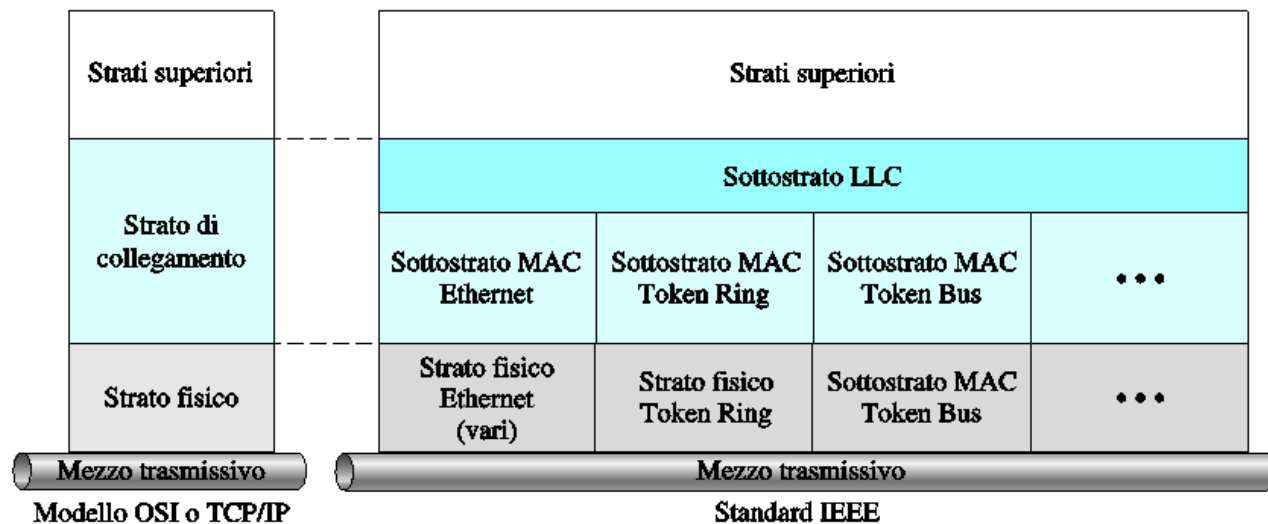 Strati superiori
Strato di
collegamento
Strato fisico
Mezzo trasmissivo
Modello OSI o TCP/IP
Strati superiori
Sottostrato LLC
Sottostrato MAC
Ethernet
Sottostrato MAC
Token Ring
Sottostrato MAC
Token Bus
•••
Strato fisico
Ethernet
(vari)
Strato fisico
Token Ring
Sottostrato MAC
Token Bus
•••
Mezzo trasmissivo
Standard IEEE